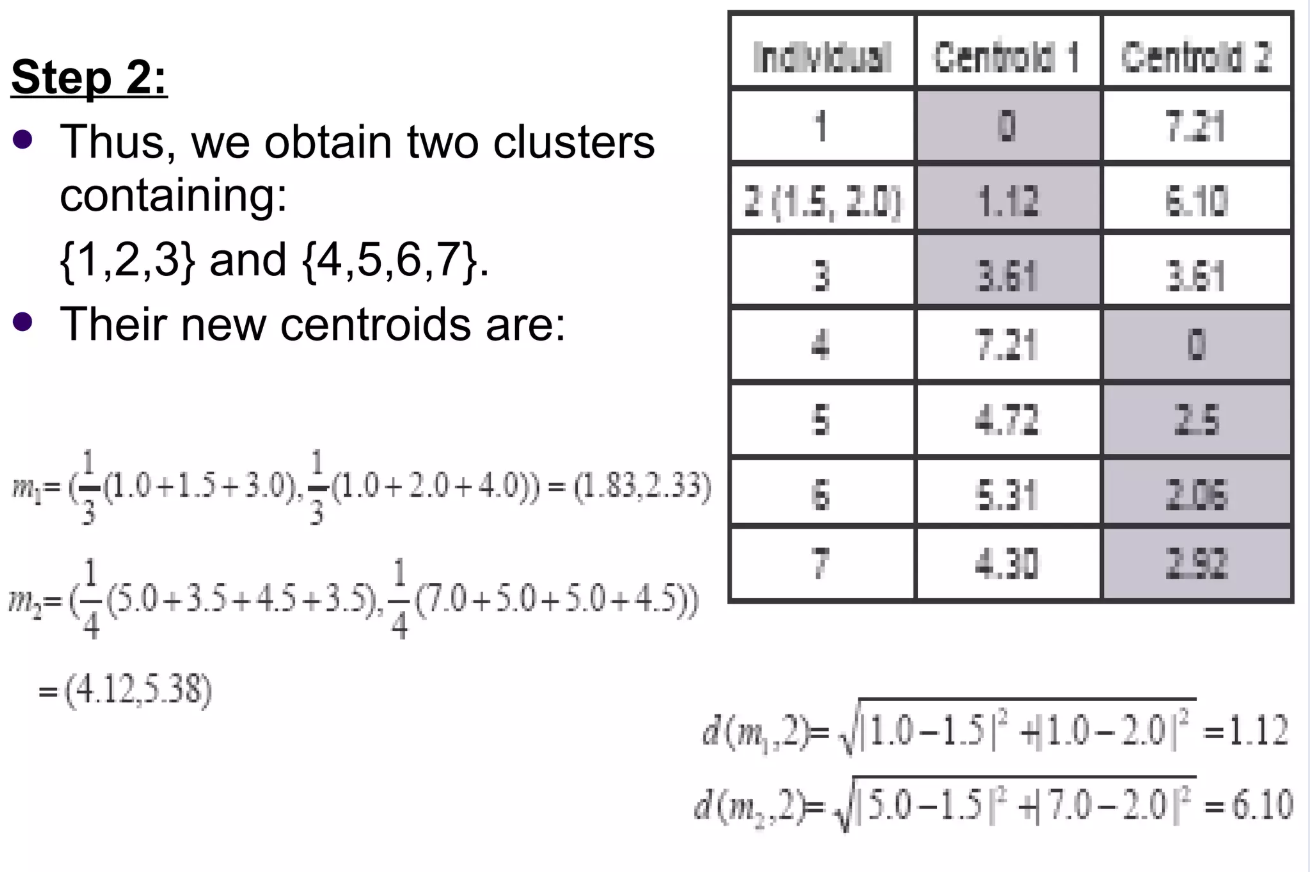 Step 2:
• Thus, we obtain two clusters
containing:
{1,2,3} and {4,5,6,7}.
• Their new centroids are:
m₁= (1/3(1.0+1.5+3.0),1/3(1.0+2.0+4.0)) = (1.83,2.33)
m₂= (1/4(5.0+3.5+4.5+3.5),1/4(7.0+5.0+5.0+4.5))
= (4.12,5.38)
Individual Centroid 1 Centroid 2
1 0 7.21
2 (1.5, 2.0) 1.12 6.10
3 3.61 3.61
4 7.21 0
5 4.72 2.5
6 5.31 2.06
7 4.30 2.92
d(m₁,2)= √|1.0−1.5|²+|1.0−2.0|² =1.12
d(m₂,2)= √|5.0−1.5|²+|7.0−2.0|² = 6.10